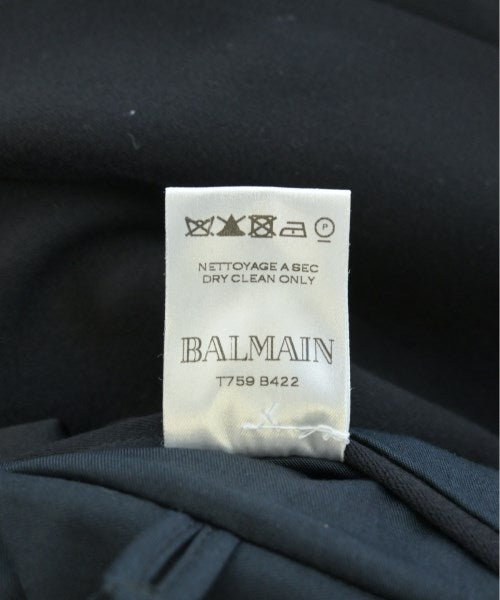 P
NETTOYAGE A SEC
DRY CLEAN ONLY
BALMAIN
T759 B422